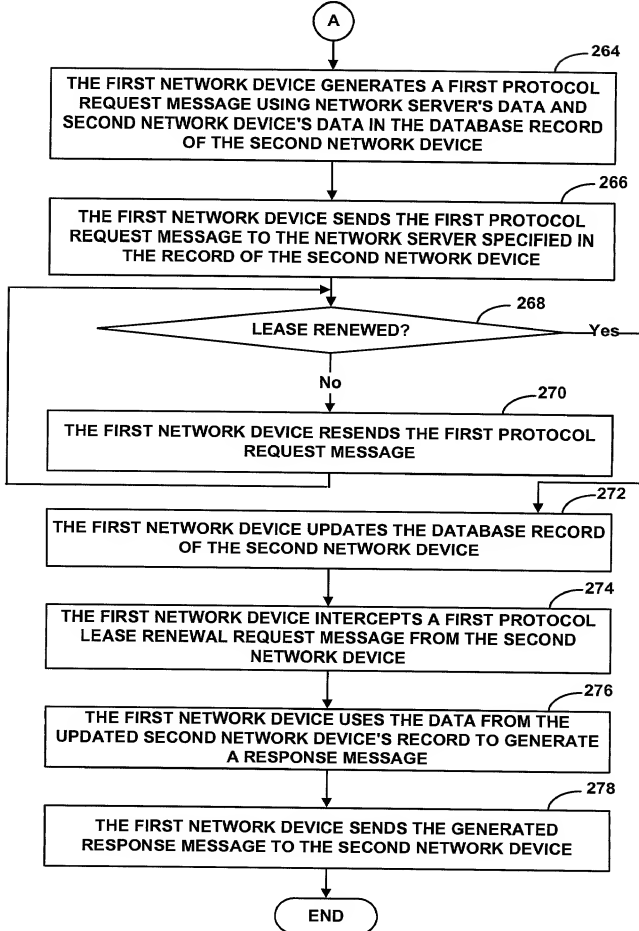 A
264
THE FIRST NETWORK DEVICE GENERATES A FIRST PROTOCOL
REQUEST MESSAGE USING NETWORK SERVER'S DATA AND
SECOND NETWORK DEVICE'S DATA IN THE DATABASE RECORD
OF THE SECOND NETWORK DEVICE
266
THE FIRST NETWORK DEVICE SENDS THE FIRST PROTOCOL
REQUEST MESSAGE TO THE NETWORK SERVER SPECIFIED IN
THE RECORD OF THE SECOND NETWORK DEVICE
268
LEASE RENEWED?
Yes
No
270
THE FIRST NETWORK DEVICE RESENDS THE FIRST PROTOCOL
REQUEST MESSAGE
272
THE FIRST NETWORK DEVICE UPDATES THE DATABASE RECORD
OF THE SECOND NETWORK DEVICE
274
THE FIRST NETWORK DEVICE INTERCEPTS A FIRST PROTOCOL
LEASE RENEWAL REQUEST MESSAGE FROM THE SECOND
NETWORK DEVICE
276
THE FIRST NETWORK DEVICE USES THE DATA FROM THE
UPDATED SECOND NETWORK DEVICE'S RECORD TO GENERATE
A RESPONSE MESSAGE
278
THE FIRST NETWORK DEVICE SENDS THE GENERATED
RESPONSE MESSAGE TO THE SECOND NETWORK DEVICE
END